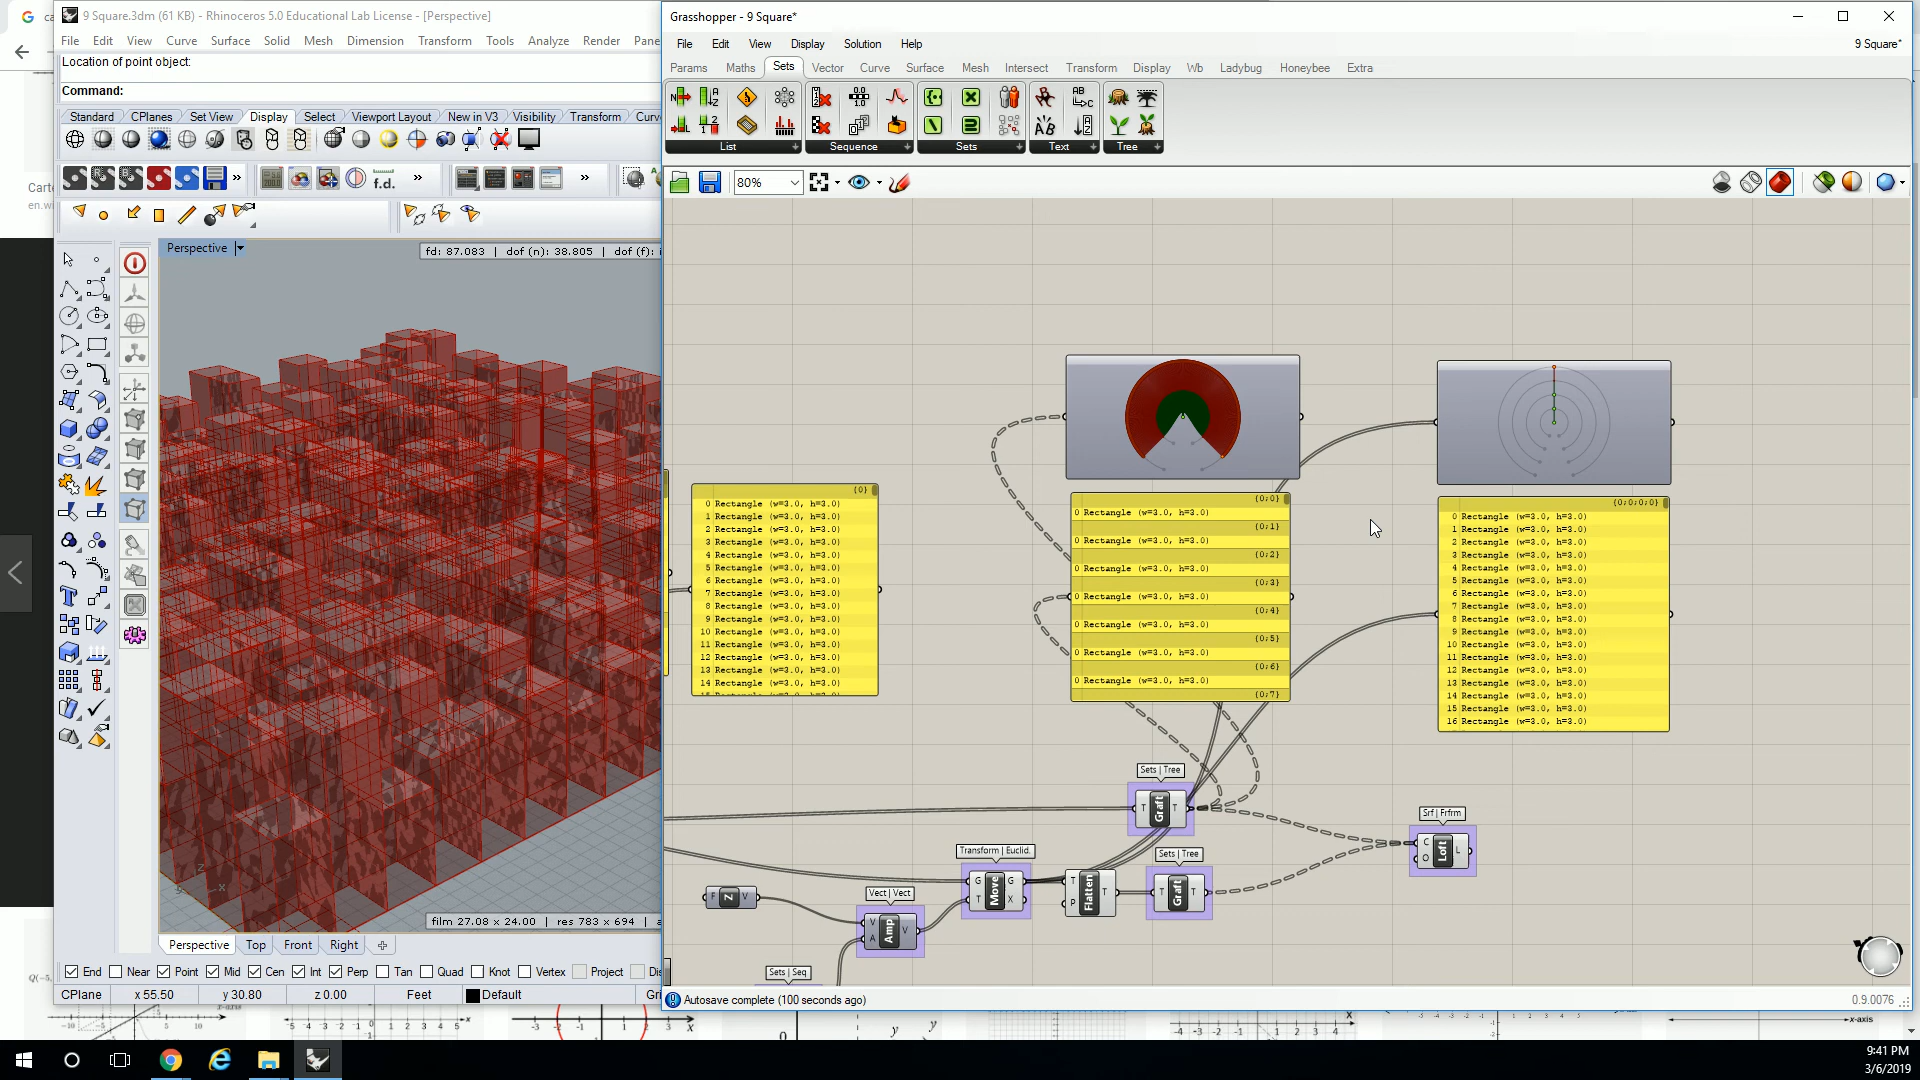 9 Square.3dm (61 KB) - Rhinoceros 5.0 Educational Lab License - [Perspective]
File Edit View Curve Surface Solid Mesh Dimension Transform Tools Analyze Render Pane
Location of point object:
Command:
Standard CPlanes Set View Display Select Viewport Layout New in V3 Visibility Transform Curv
f.d.
Perspective
fd: 87.083 | dof (n): 38.805 | dof (f):
film 27.08 x 24.00 | res 783 x 694 |
Perspective Top Front Right
End Near Point Mid Cen Int Perp Tan Quad Knot Vertex Project
CPlane x 55.50 y 30.80 z 0.00 Feet Default
Grasshopper - 9 Square*
File Edit View Display Solution Help
9 Square*
Params Maths Sets Vector Curve Surface Mesh Intersect Transform Display Wb Ladybug Honeybee Extra
List Sequence Sets Text Tree
80%
{0}
0 Rectangle (w=3.0, h=3.0)
1 Rectangle (w=3.0, h=3.0)
2 Rectangle (w=3.0, h=3.0)
3 Rectangle (w=3.0, h=3.0)
4 Rectangle (w=3.0, h=3.0)
5 Rectangle (w=3.0, h=3.0)
6 Rectangle (w=3.0, h=3.0)
7 Rectangle (w=3.0, h=3.0)
8 Rectangle (w=3.0, h=3.0)
9 Rectangle (w=3.0, h=3.0)
10 Rectangle (w=3.0, h=3.0)
11 Rectangle (w=3.0, h=3.0)
12 Rectangle (w=3.0, h=3.0)
13 Rectangle (w=3.0, h=3.0)
14 Rectangle (w=3.0, h=3.0)
{0;0}
0 Rectangle (w=3.0, h=3.0)
{0;1}
0 Rectangle (w=3.0, h=3.0)
{0;2}
0 Rectangle (w=3.0, h=3.0)
{0;3}
0 Rectangle (w=3.0, h=3.0)
{0;4}
0 Rectangle (w=3.0, h=3.0)
{0;5}
0 Rectangle (w=3.0, h=3.0)
{0;6}
0 Rectangle (w=3.0, h=3.0)
{0;7}
{0;0;0;0}
0 Rectangle (w=3.0, h=3.0)
1 Rectangle (w=3.0, h=3.0)
2 Rectangle (w=3.0, h=3.0)
3 Rectangle (w=3.0, h=3.0)
4 Rectangle (w=3.0, h=3.0)
5 Rectangle (w=3.0, h=3.0)
6 Rectangle (w=3.0, h=3.0)
7 Rectangle (w=3.0, h=3.0)
8 Rectangle (w=3.0, h=3.0)
9 Rectangle (w=3.0, h=3.0)
10 Rectangle (w=3.0, h=3.0)
11 Rectangle (w=3.0, h=3.0)
12 Rectangle (w=3.0, h=3.0)
13 Rectangle (w=3.0, h=3.0)
14 Rectangle (w=3.0, h=3.0)
15 Rectangle (w=3.0, h=3.0)
16 Rectangle (w=3.0, h=3.0)
Sets | Tree
T Graft T
Srf | Frfrm
C O Loft L
Transform | Euclid.
G T Move G X
T P Flatten T
Sets | Tree
T Graft T
F Z V
Vect | Vect
V A Amp V
Sets | Seq
Autosave complete (100 seconds ago)
0.9.0076
9:41 PM
3/6/2019